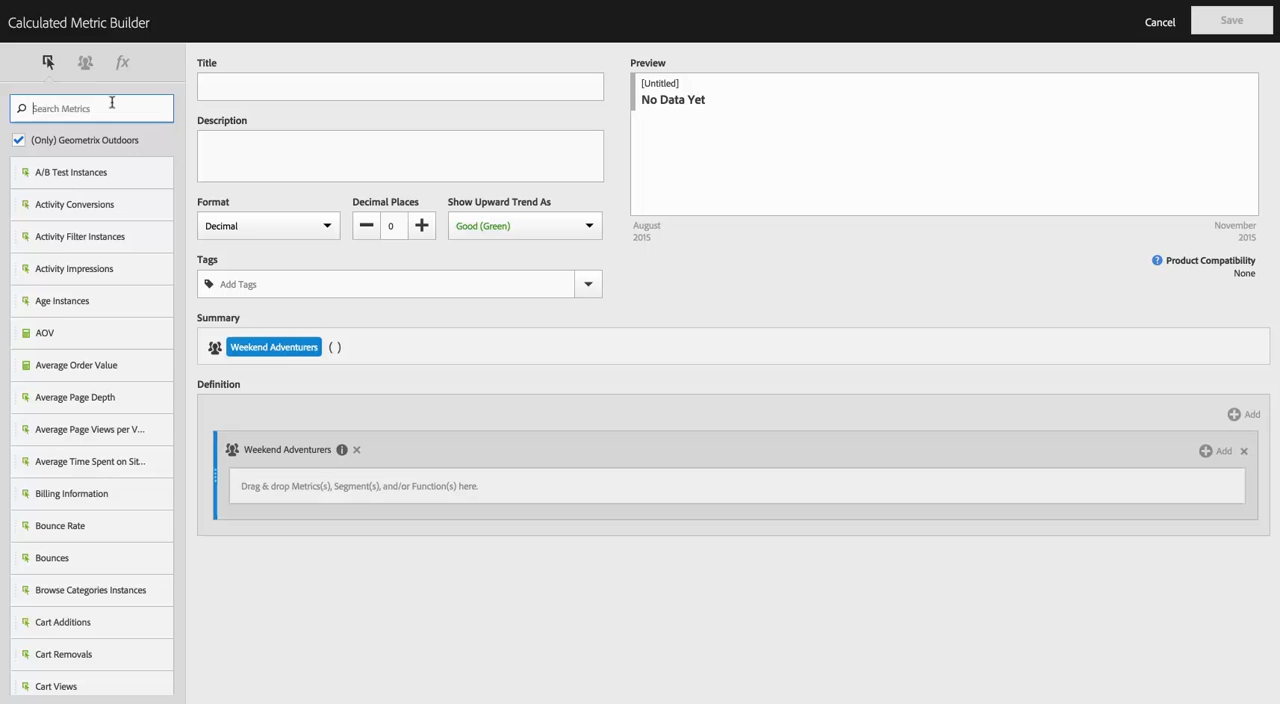 Calculated Metric Builder
Cancel
Save
fx
Search Metrics
(Only) Geometrix Outdoors
A/B Test Instances
Activity Conversions
Activity Filter Instances
Activity Impressions
Age Instances
AOV
Average Order Value
Average Page Depth
Average Page Views per V...
Average Time Spent on Sit...
Billing Information
Bounce Rate
Bounces
Browse Categories Instances
Cart Additions
Cart Removals
Cart Views
Title
Description
Format
Decimal Places
Show Upward Trend As
Decimal
0
Good (Green)
Tags
Add Tags
Preview
[Untitled]
No Data Yet
August
2015
November
2015
? Product Compatibility
None
Summary
Weekend Adventurers ( )
Definition
Add
Weekend Adventurers
Add
Drag & drop Metrics(s), Segment(s), and/or Function(s) here.